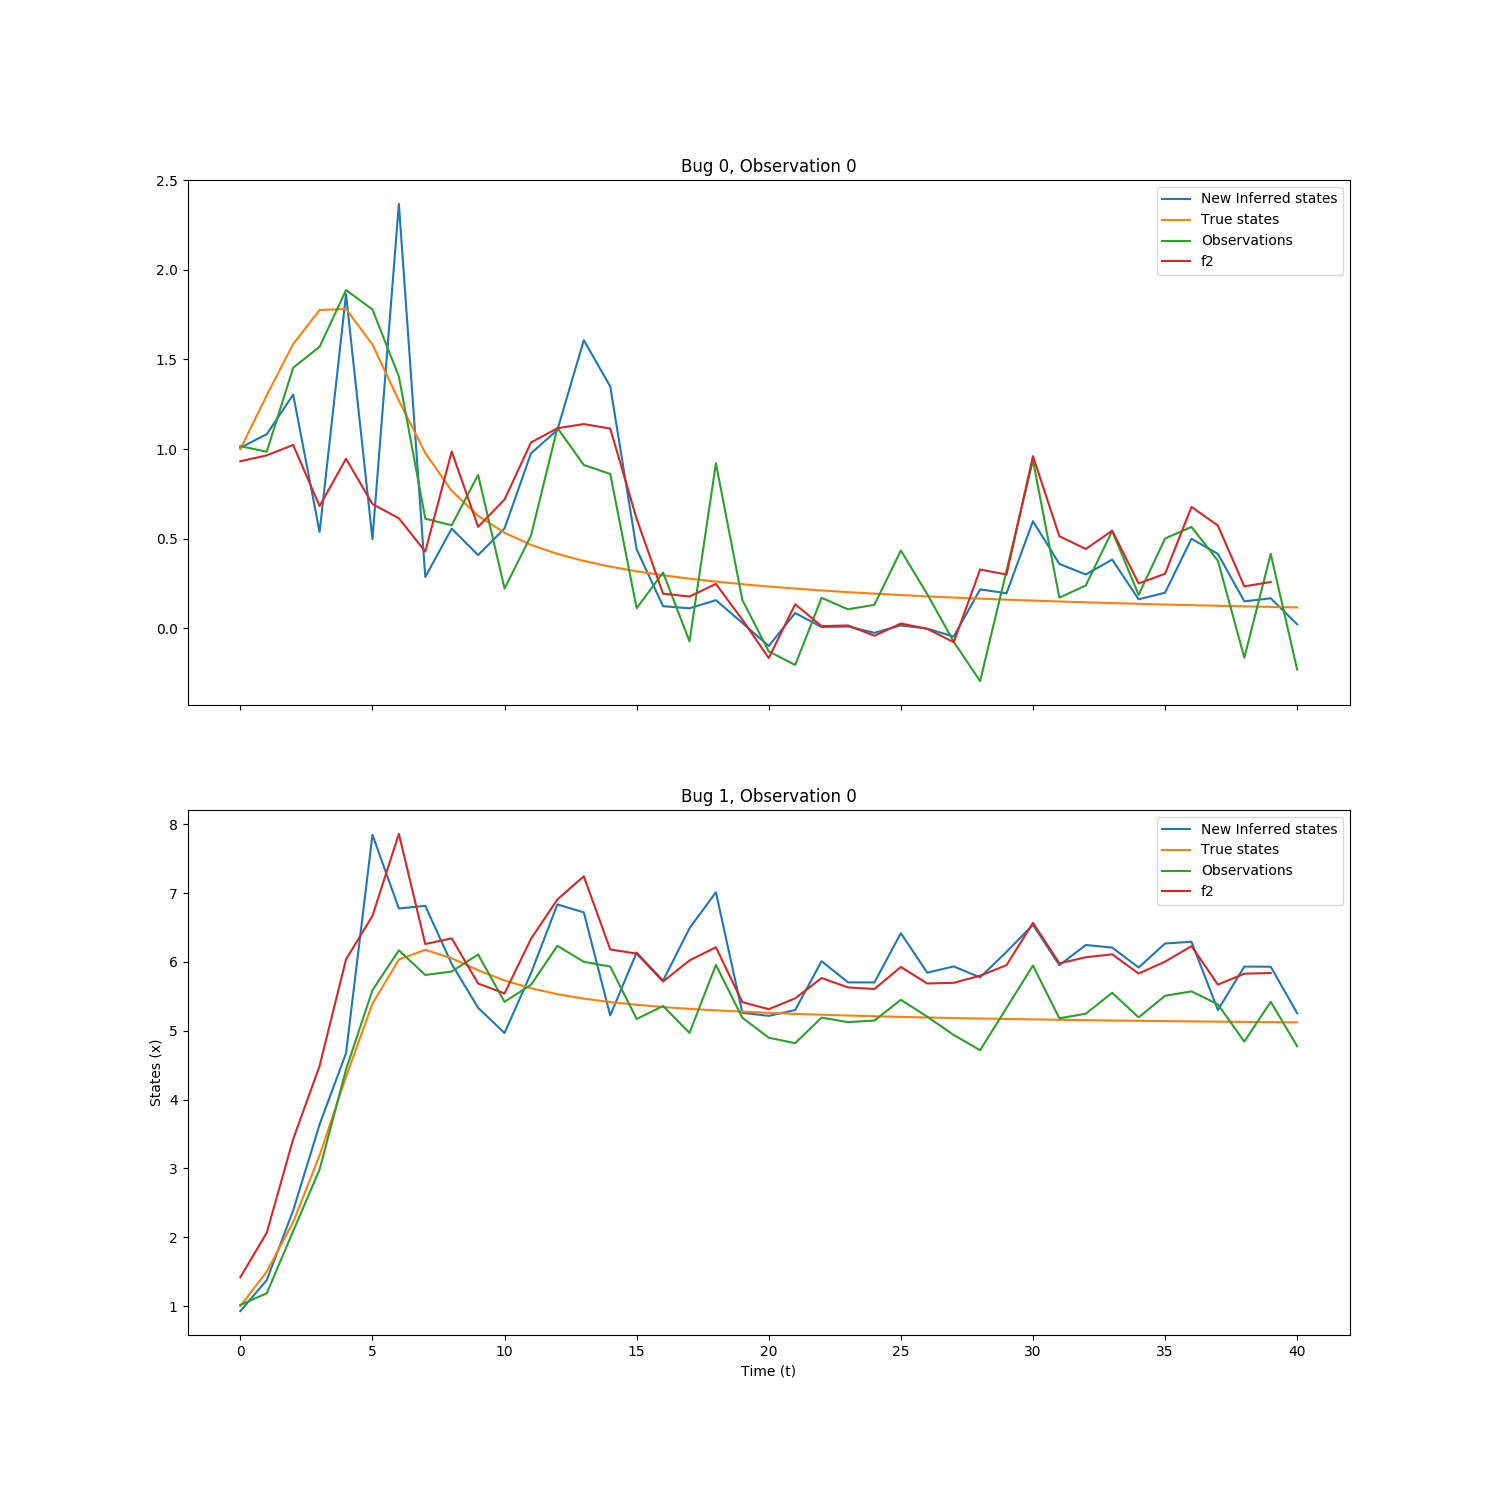 Bug 0, Observation 0
2.5
2.0
1.5
1.0
0.5
0.0
New Inferred states
True states
Observations
f2
Bug 1, Observation 0
8
7
6
5
4
3
2
1
States (x)
New Inferred states
True states
Observations
f2
0 5 10 15 20 25 30 35 40
Time (t)